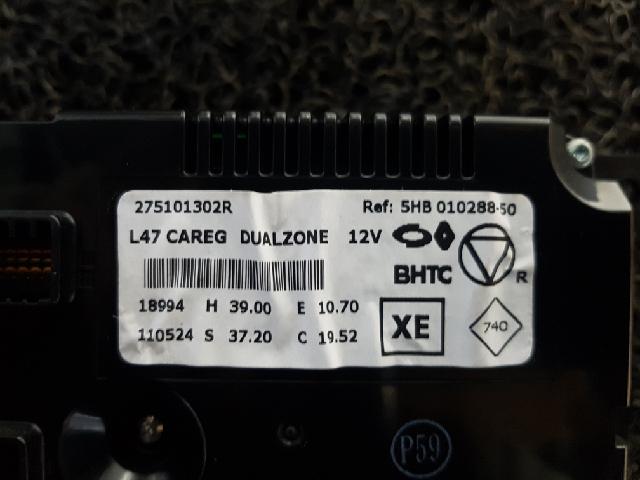 275101302R Ref: 5HB 010288-50
L47 CAREG DUALZONE 12V
BHTC R
18994 H 39.00 E 10.70
XE 740
110524 S 37.20 C 19.52
P59